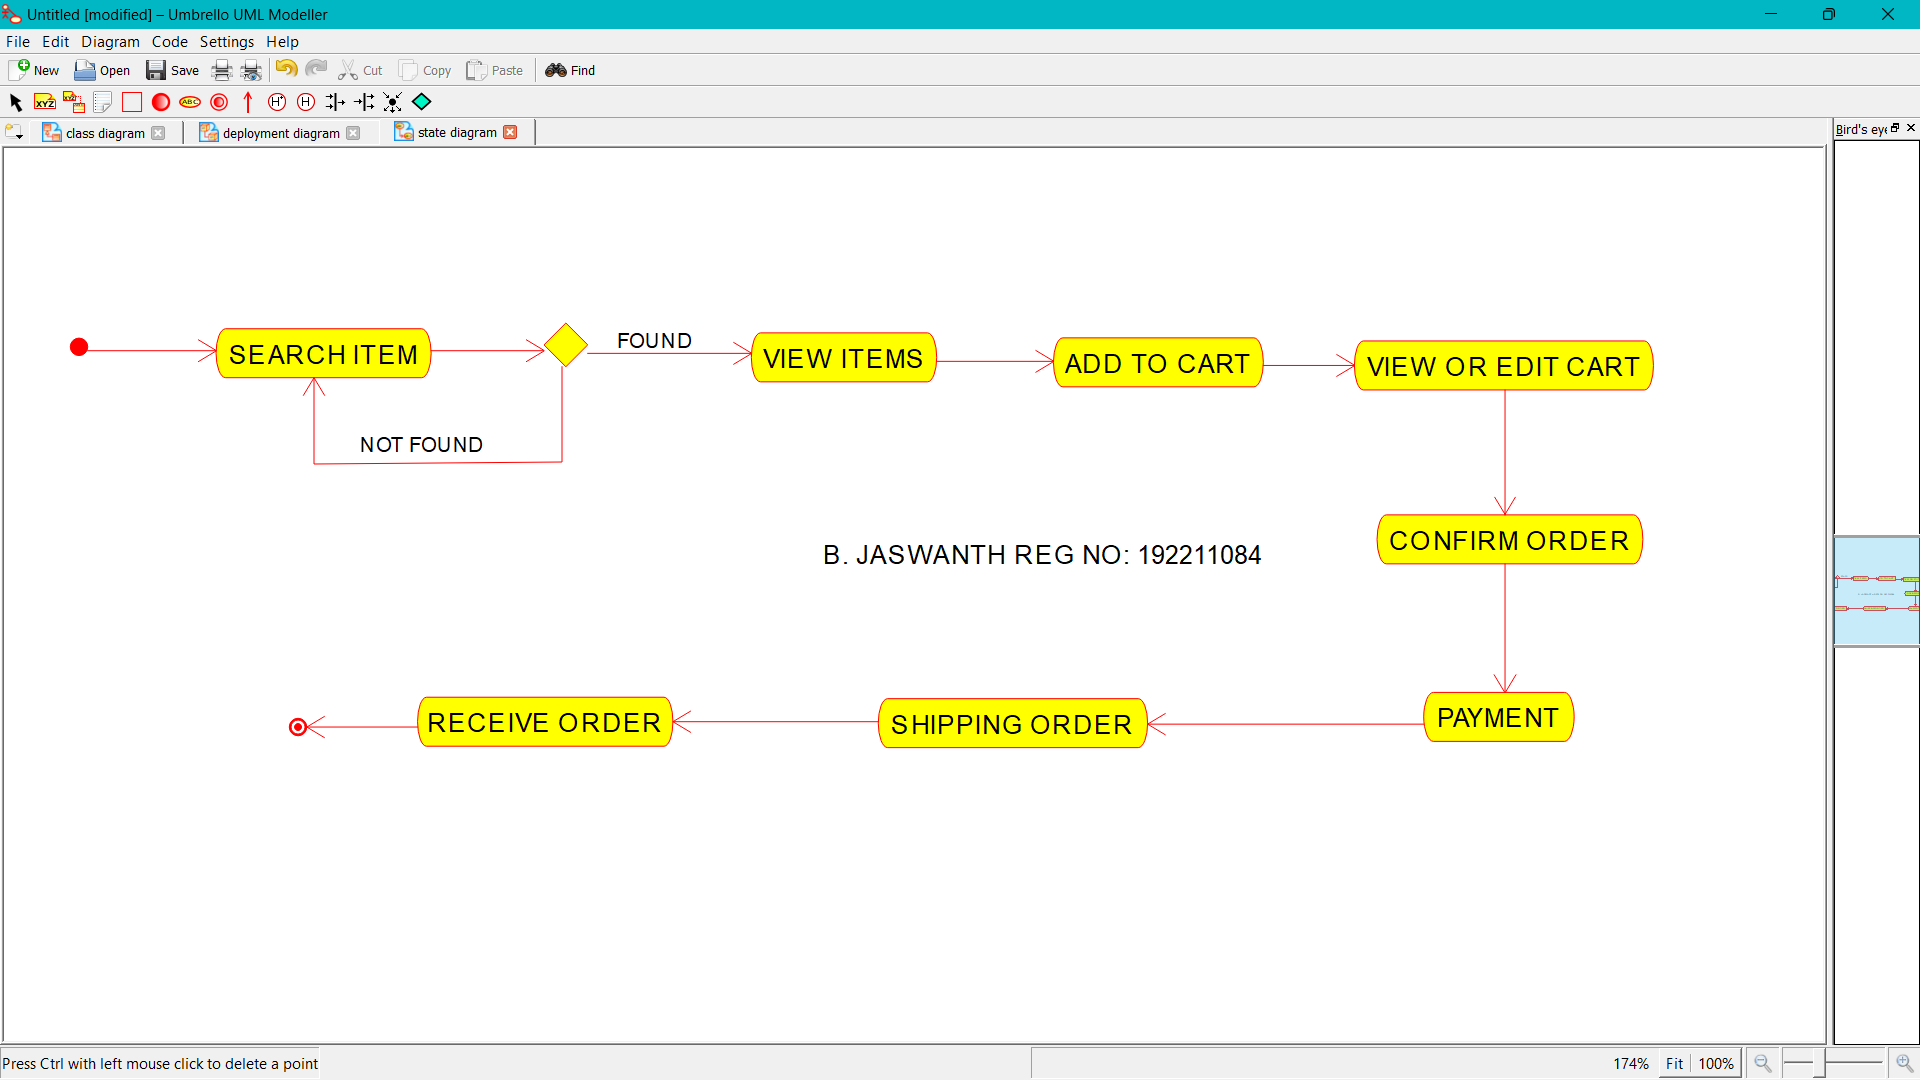 Untitled [modified] – Umbrello UML Modeller
File Edit Diagram Code Settings Help
New Open Save Cut Copy Paste Find
XYZ XYZ ABC H* H
class diagram deployment diagram state diagram
Bird's eye
SEARCH ITEM
FOUND
VIEW ITEMS
ADD TO CART
VIEW OR EDIT CART
NOT FOUND
CONFIRM ORDER
B. JASWANTH REG NO: 192211084
RECEIVE ORDER
SHIPPING ORDER
PAYMENT
Press Ctrl with left mouse click to delete a point
174% Fit 100%